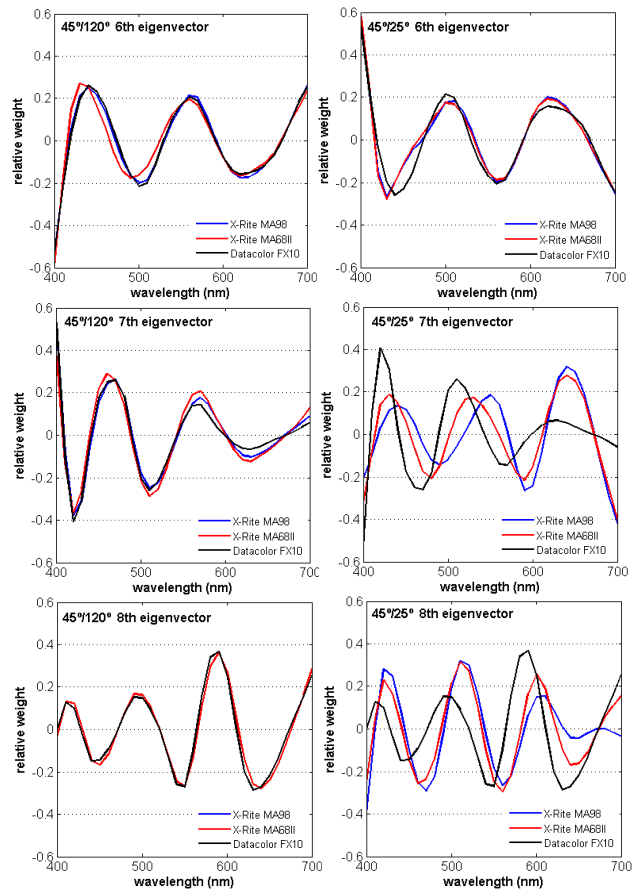 45º/120º 6th eigenvector
0.6
0.4
0.2
0
-0.2
-0.4
-0.6
relative weight
X-Rite MA98
X-Rite MA68II
Datacolor FX10
400 500 600 700
wavelength (nm)
45º/25º 6th eigenvector
0.6
0.4
0.2
0
-0.2
-0.4
-0.6
relative weight
X-Rite MA98
X-Rite MA68II
Datacolor FX10
400 500 600 700
wavelength (nm)
45º/120º 7th eigenvector
0.6
0.4
0.2
0
-0.2
-0.4
-0.6
relative weight
X-Rite MA98
X-Rite MA68II
Datacolor FX10
400 500 600 700
wavelength (nm)
45º/25º 7th eigenvector
0.6
0.4
0.2
0
-0.2
-0.4
-0.6
relative weight
X-Rite MA98
X-Rite MA68II
Datacolor FX10
400 500 600 700
wavelength (nm)
45º/120º 8th eigenvector
0.6
0.4
0.2
0
-0.2
-0.4
-0.6
relative weight
X-Rite MA98
X-Rite MA68II
Datacolor FX10
400 500 600 700
wavelength (nm)
45º/25º 8th eigenvector
0.6
0.4
0.2
0
-0.2
-0.4
-0.6
relative weight
X-Rite MA98
X-Rite MA68II
Datacolor FX10
400 500 600 700
wavelength (nm)